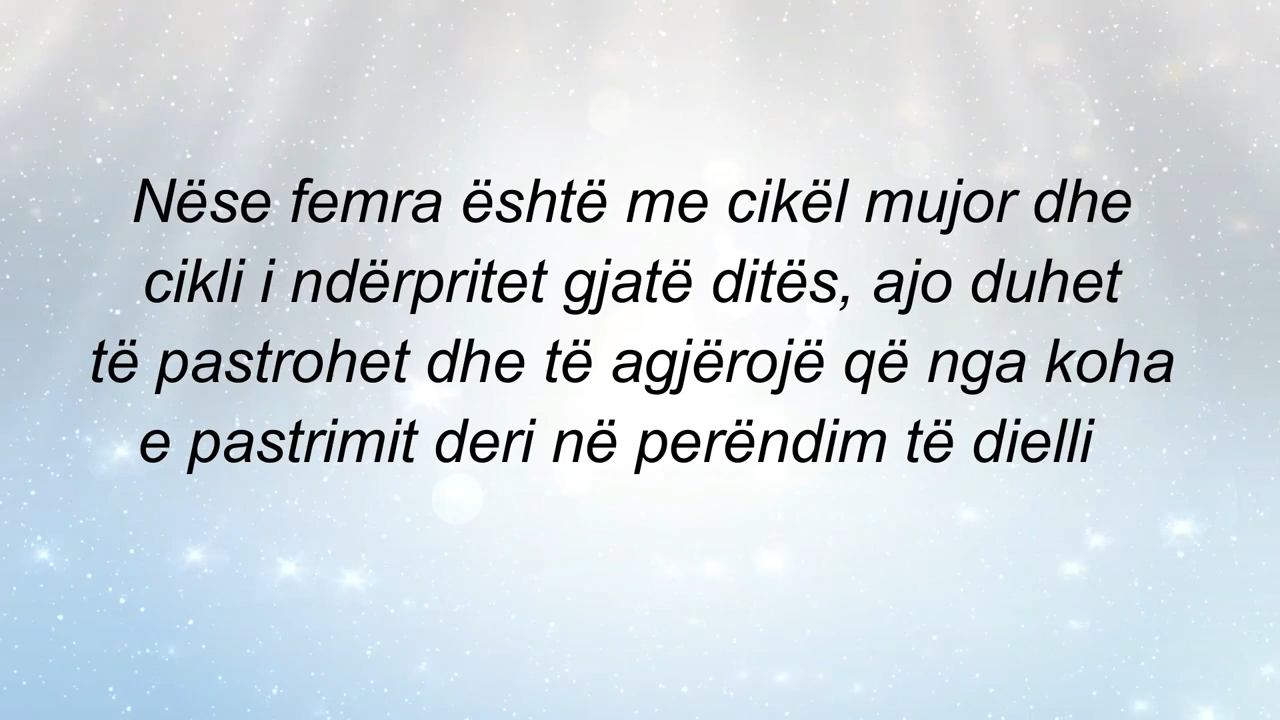 Nëse femra është me cikël mujor dhe
cikli i ndërpritet gjatë ditës, ajo duhet
të pastrohet dhe të agjërojë që nga koha
e pastrimit deri në perëndim të dielli